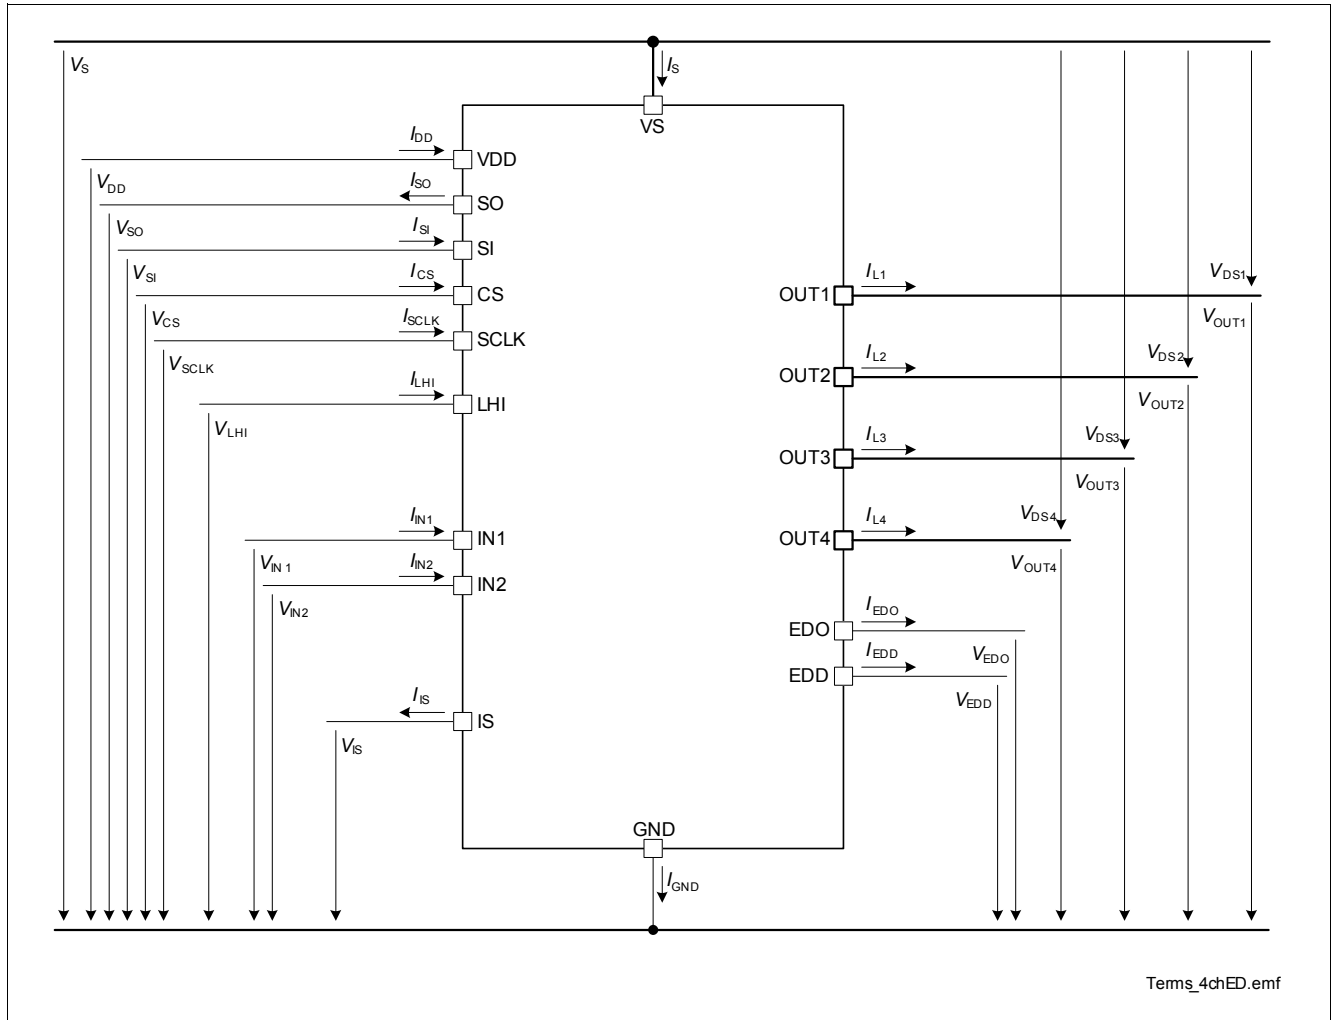 VS
IS
VS
IDD
VDD
VDD
ISO
SO
VSO
ISI
SI
VSI
ICS
CS
VCS
ISCLK
SCLK
VSCLK
ILHI
LHI
VLHI
IIN1
IN1
VIN 1
IIN2
IN2
VIN2
IIS
IS
VIS
OUT1
IL1
VDS1
VOUT1
OUT2
IL2
VDS2
VOUT2
OUT3
IL3
VDS3
VOUT3
OUT4
IL4
VDS4
VOUT4
EDO
IEDO
VEDO
EDD
IEDD
VEDD
GND
IGND
Terms_4chED.emf